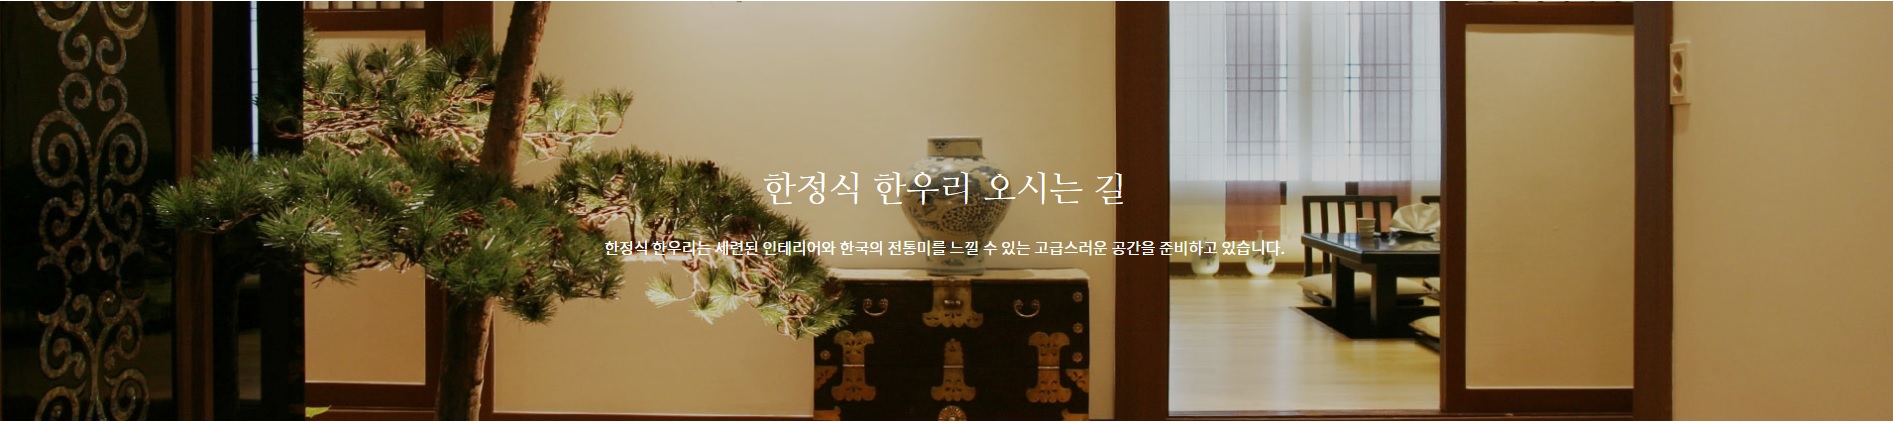 한정식 한우리 오시는 길
한정식 한우리는 세련된 인테리어와 한국의 전통미를 느낄 수 있는 고급스러운 공간을 준비하고 있습니다.